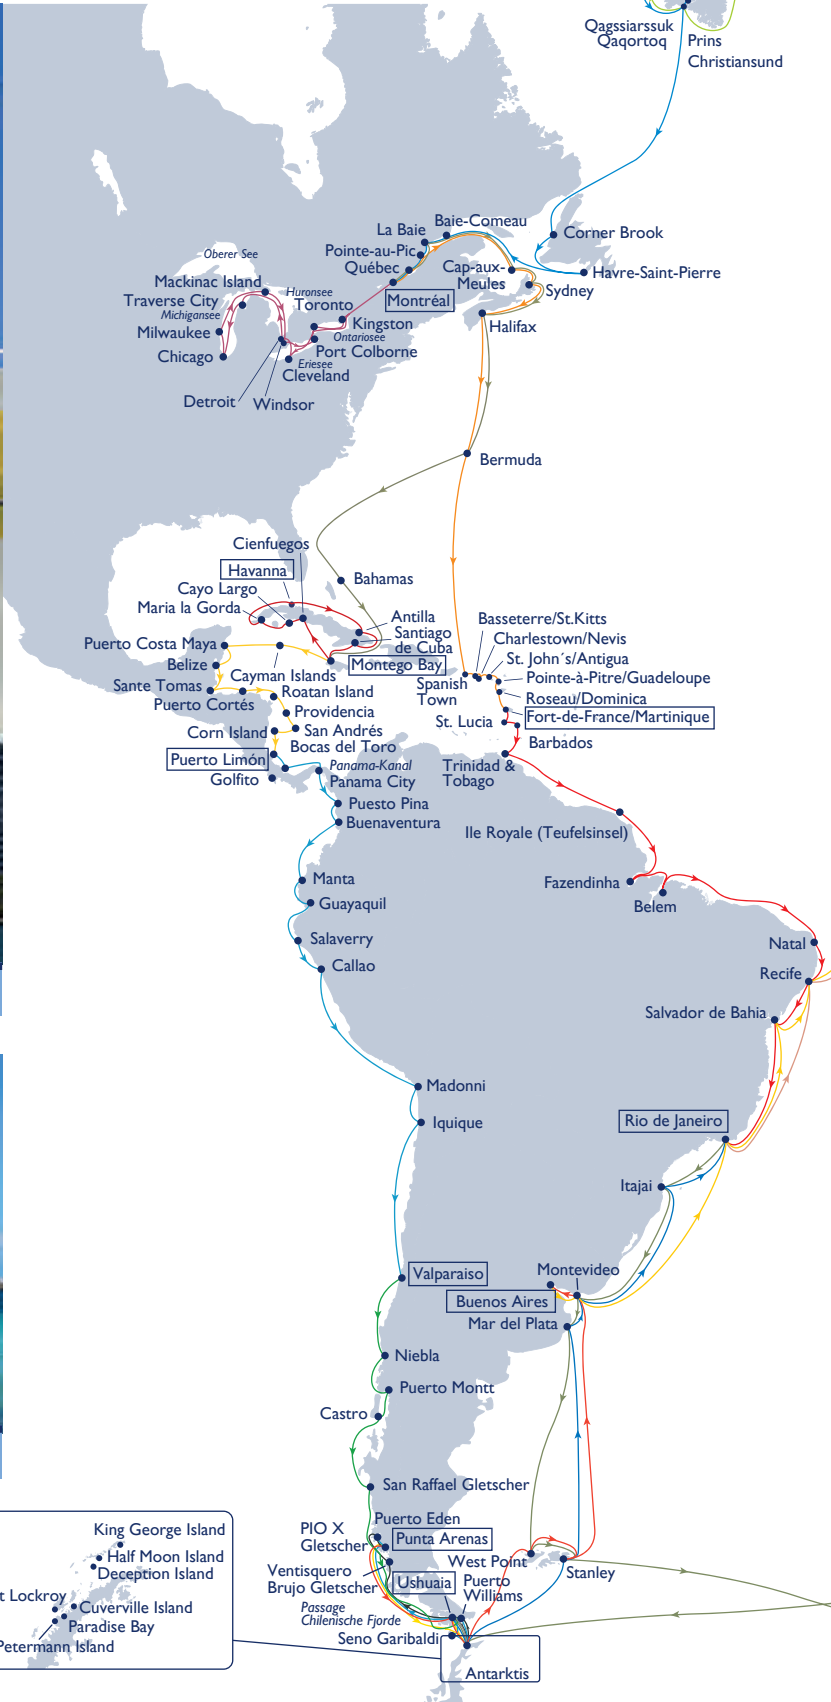 Qagssiarssuk
Qaqortoq
Prins
Christiansund
Baie-Comeau
La Baie
Corner Brook
Pointe-au-Pic
Oberer See
Québec
Cap-aux-
Meules
Havre-Saint-Pierre
Mackinac Island
Huronsee
Sydney
Traverse City
Toronto
Montréal
Michigansee
Milwaukee
Kingston
Halifax
Ontariosee
Chicago
Port Colborne
Eriesee
Cleveland
Detroit
Windsor
Bermuda
Cienfuegos
Havanna
Bahamas
Cayo Largo
Maria la Gorda
Antilla
Basseterre/St.Kitts
Santiago
de Cuba
Charlestown/Nevis
Puerto Costa Maya
St. John´s/Antigua
Belize
Montego Bay
Cayman Islands
Pointe-à-Pitre/Guadeloupe
Sante Tomas
Spanish
Town
Roatan Island
Roseau/Dominica
Puerto Cortés
Providencia
Fort-de-France/Martinique
Corn Island
San Andrés
St. Lucia
Bocas del Toro
Barbados
Puerto Limón
Panama-Kanal
Trinidad &
Tobago
Golfito
Panama City
Puesto Pina
Buenaventura
Ile Royale (Teufelsinsel)
Manta
Fazendinha
Guayaquil
Belem
Salaverry
Natal
Callao
Recife
Salvador de Bahia
Madonni
Iquique
Rio de Janeiro
Itajai
Valparaiso
Montevideo
Buenos Aires
Mar del Plata
Niebla
Puerto Montt
Castro
San Raffael Gletscher
Puerto Eden
King George Island
PIO X
Gletscher
Punta Arenas
Half Moon Island
West Point
Deception Island
Ventisquero
Brujo Gletscher
Stanley
Ushuaia
Puerto
Williams
t Lockroy
Cuverville Island
Passage
Chilenische Fjorde
Paradise Bay
Seno Garibaldi
Petermann Island
Antarktis